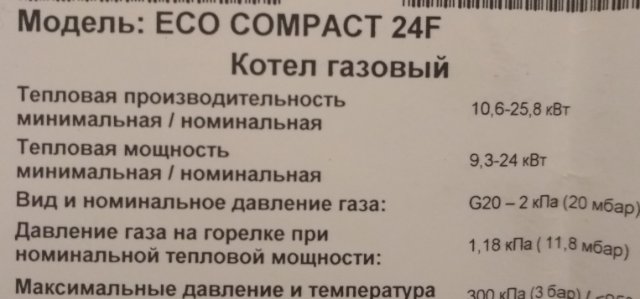 Модель: ECO COMPACT 24F
Котел газовый
Тепловая производительность
минимальная / номинальная 10,6-25,8 кВт
Тепловая мощность
минимальная / номинальная 9,3-24 кВт
Вид и номинальное давление газа: G20 – 2 кПа (20 мбар)
Давление газа на горелке при
номинальной тепловой мощности: 1,18 кПа ( 11,8 мбар)
Максимальные давление и температура 300 кПа (3 бар) /